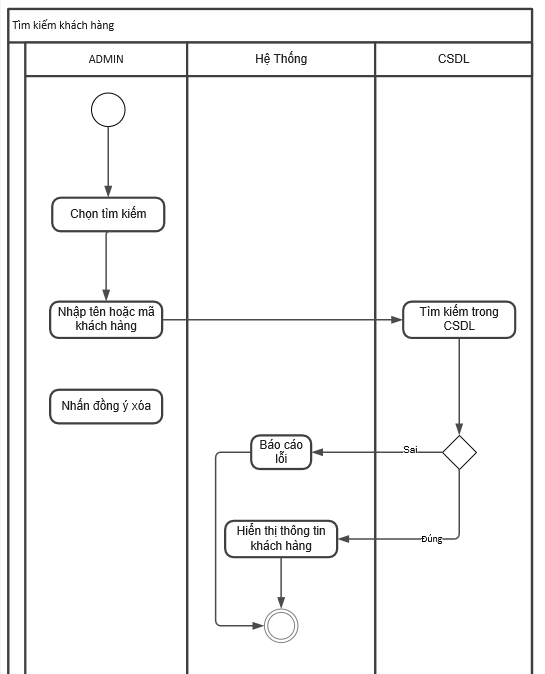 Tìm kiếm khách hàng
ADMIN
Hệ Thống
CSDL
Chọn tìm kiếm
Nhập tên hoặc mã
khách hàng
Tìm kiếm trong
CSDL
Nhấn đồng ý xóa
Báo cáo
lỗi
Sai
Hiển thị thông tin
khách hàng
Đúng